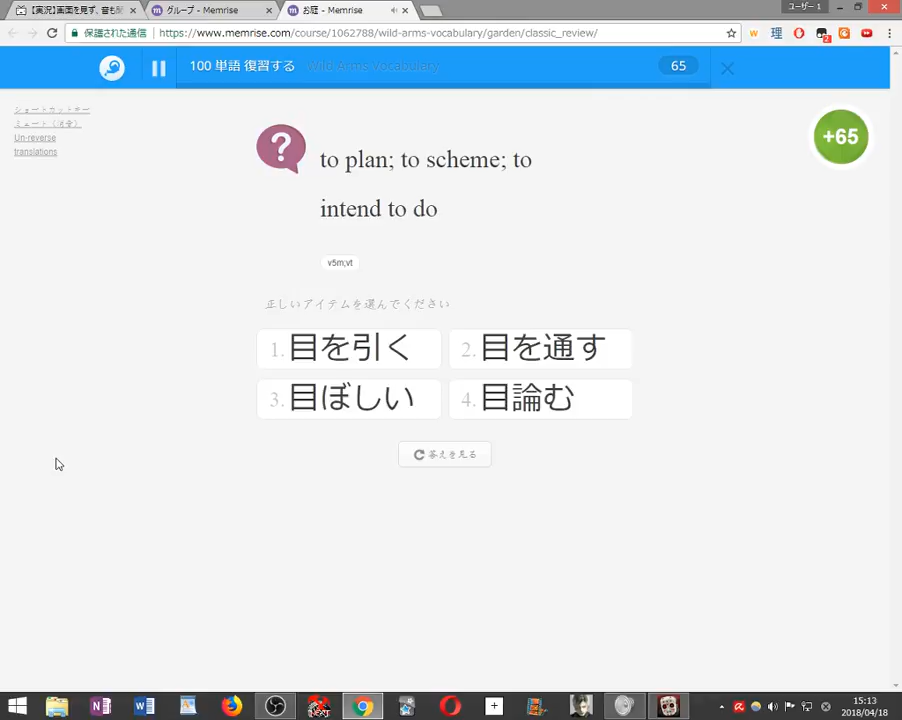 【実況】画面を見ず、音も
グループ - Memrise
お庭 - Memrise
ユーザー 1
保護された通信
https://www.memrise.com/course/1062788/wild-arms-vocabulary/garden/classic_review/
100 単語 復習する
Wild Arms Vocabulary
65
ショートカットキー
ミュート (消音)
Un-reverse
translations
+65
?
to plan; to scheme; to
intend to do
v5m;vt
正しいアイテムを選んでください
1. 目を引く
2. 目を通す
3. 目ぼしい
4. 目論む
答えを見る
15:13
2018/04/18